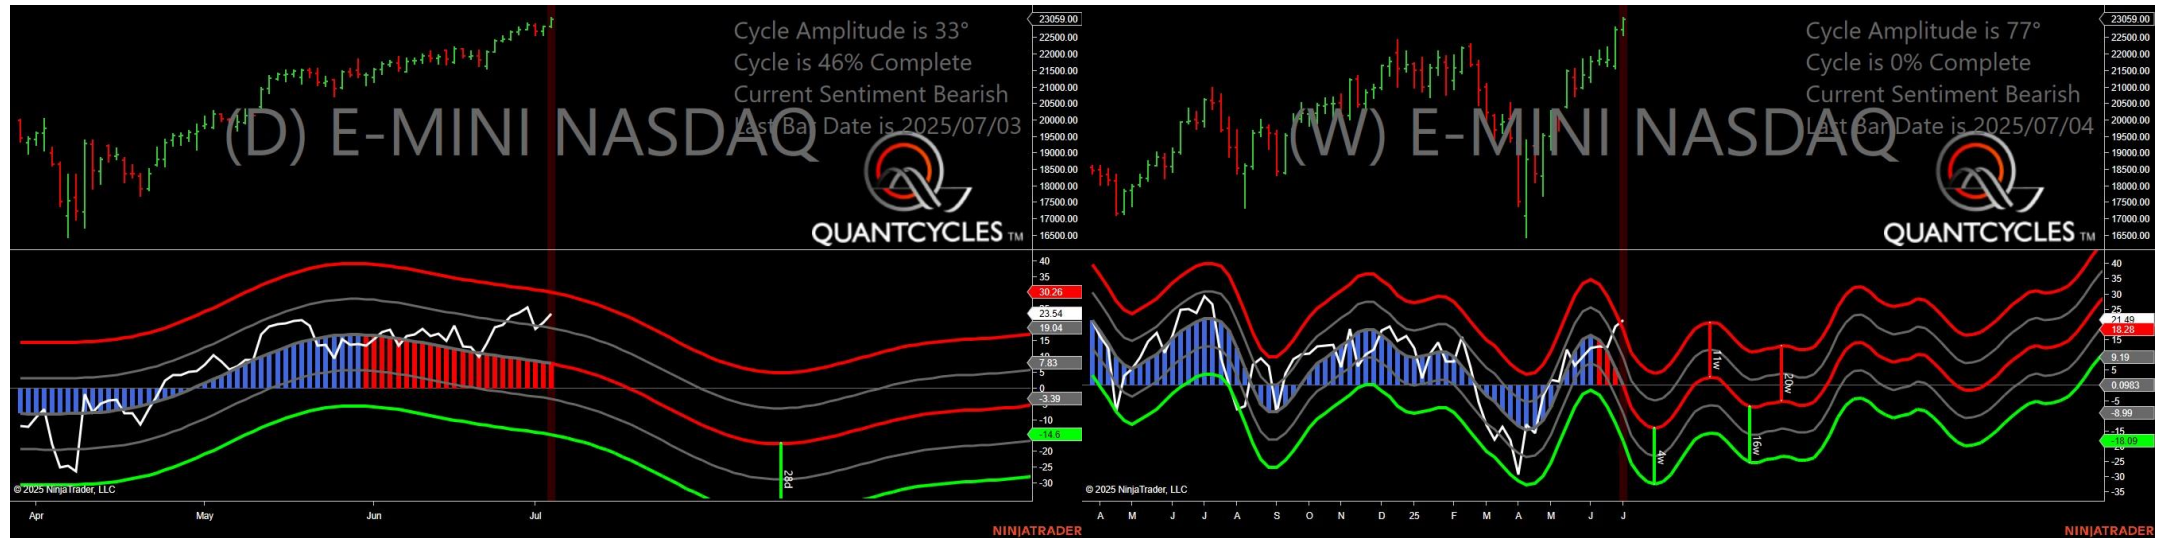 Cycle Amplitude is 33°
Cycle is 46% Complete
Current Sentiment Bearish
Last Bar Date is 2025/07/03
(D) E-MINI NASDAQ
QUANTCYCLES TM
23059.00
22500.00
22000.00
21500.00
21000.00
20500.00
20000.00
19500.00
19000.00
18500.00
18000.00
17500.00
17000.00
16500.00
40
35
30.26
23.54
19.04
15
10
7.83
5
0
-3.39
-10
-14.6
-20
-25
-30
28d
© 2025 NinjaTrader, LLC
Apr May Jun Jul
NINJATRADER
Cycle Amplitude is 77°
Cycle is 0% Complete
Current Sentiment Bearish
Last Bar Date is 2025/07/04
(W) E-MINI NASDAQ
QUANTCYCLES TM
23059.00
22500.00
22000.00
21500.00
21000.00
20500.00
20000.00
19500.00
19000.00
18500.00
18000.00
17500.00
17000.00
16500.00
40
35
30
25
21.49
18.28
15
9.19
5
0.0983
-5
-8.99
-15
-18.09
-25
-30
-35
4w
11w
16w
20w
© 2025 NinjaTrader, LLC
A M J J A S O N D 25 F M A M J J
NINJATRADER